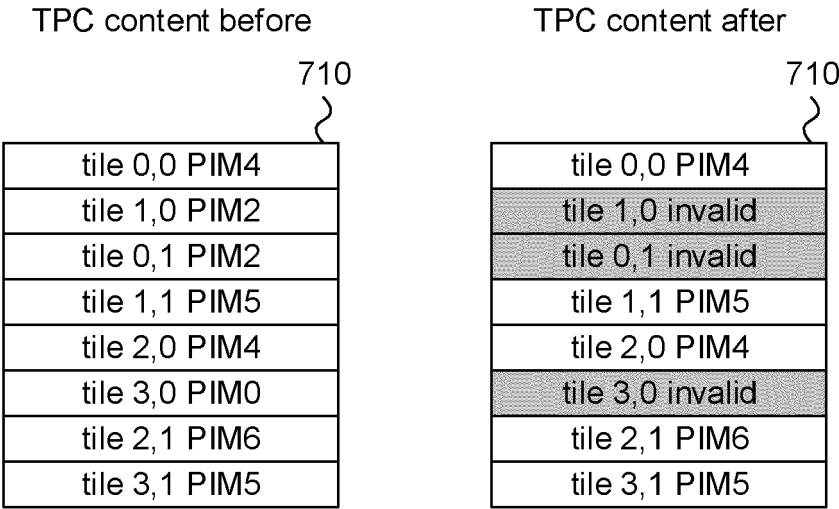 TPC content before
710
tile 0,0 PIM4
tile 1,0 PIM2
tile 0,1 PIM2
tile 1,1 PIM5
tile 2,0 PIM4
tile 3,0 PIM0
tile 2,1 PIM6
tile 3,1 PIM5
TPC content after
710
tile 0,0 PIM4
tile 1,0 invalid
tile 0,1 invalid
tile 1,1 PIM5
tile 2,0 PIM4
tile 3,0 invalid
tile 2,1 PIM6
tile 3,1 PIM5